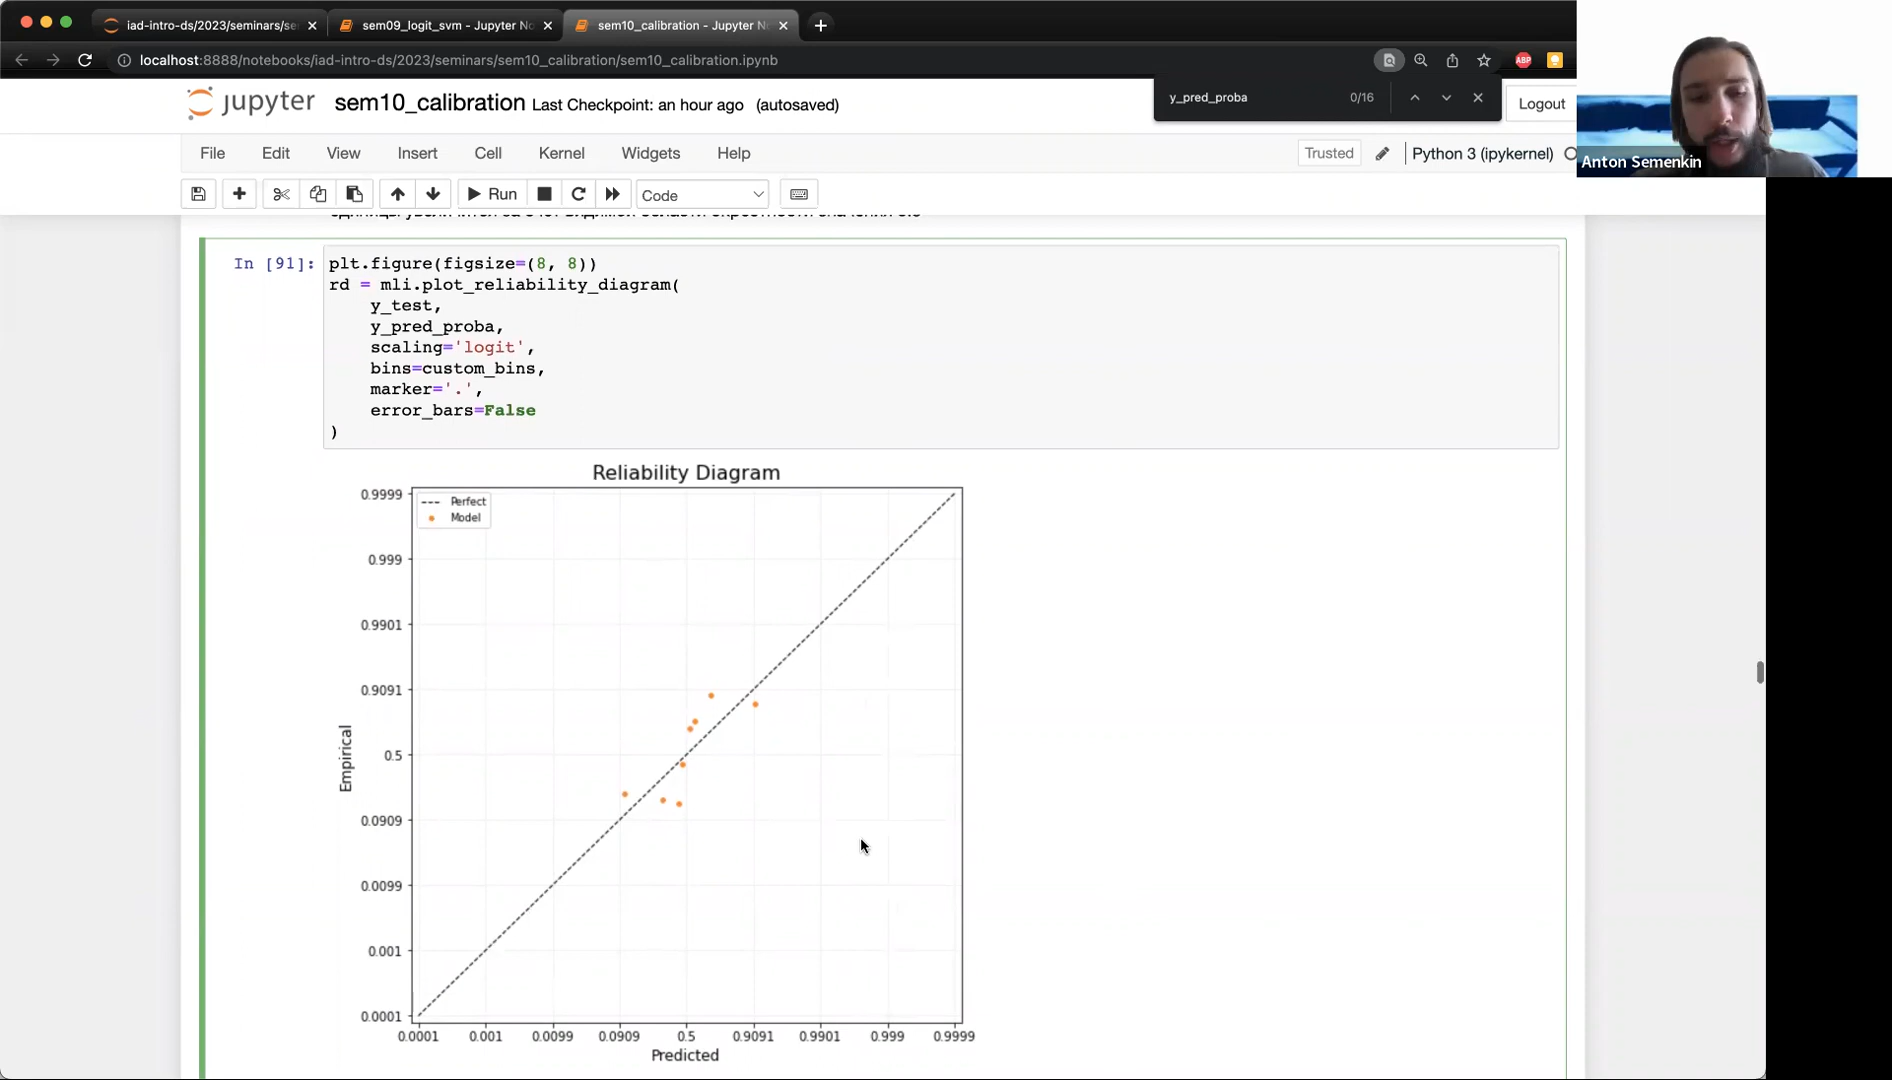 iad-intro-ds/2023/seminars/se
sem09_logit_svm - Jupyter No
sem10_calibration - Jupyter N
localhost:8888/notebooks/iad-intro-ds/2023/seminars/sem10_calibration/sem10_calibration.ipynb
ABP
y_pred_proba 0/16
jupyter sem10_calibration Last Checkpoint: an hour ago (autosaved)
Logout
File Edit View Insert Cell Kernel Widgets Help
Trusted Python 3 (ipykernel)
Anton Semenkin
Run Code
In [91]: plt.figure(figsize=(8, 8))
rd = mli.plot_reliability_diagram(
y_test,
y_pred_proba,
scaling='logit',
bins=custom_bins,
marker='.',
error_bars=False
)
Reliability Diagram
Perfect
Model
0.9999
0.999
0.9901
0.9091
0.5
0.0909
0.0099
0.001
0.0001
Empirical
0.0001 0.001 0.0099 0.0909 0.5 0.9091 0.9901 0.999 0.9999
Predicted